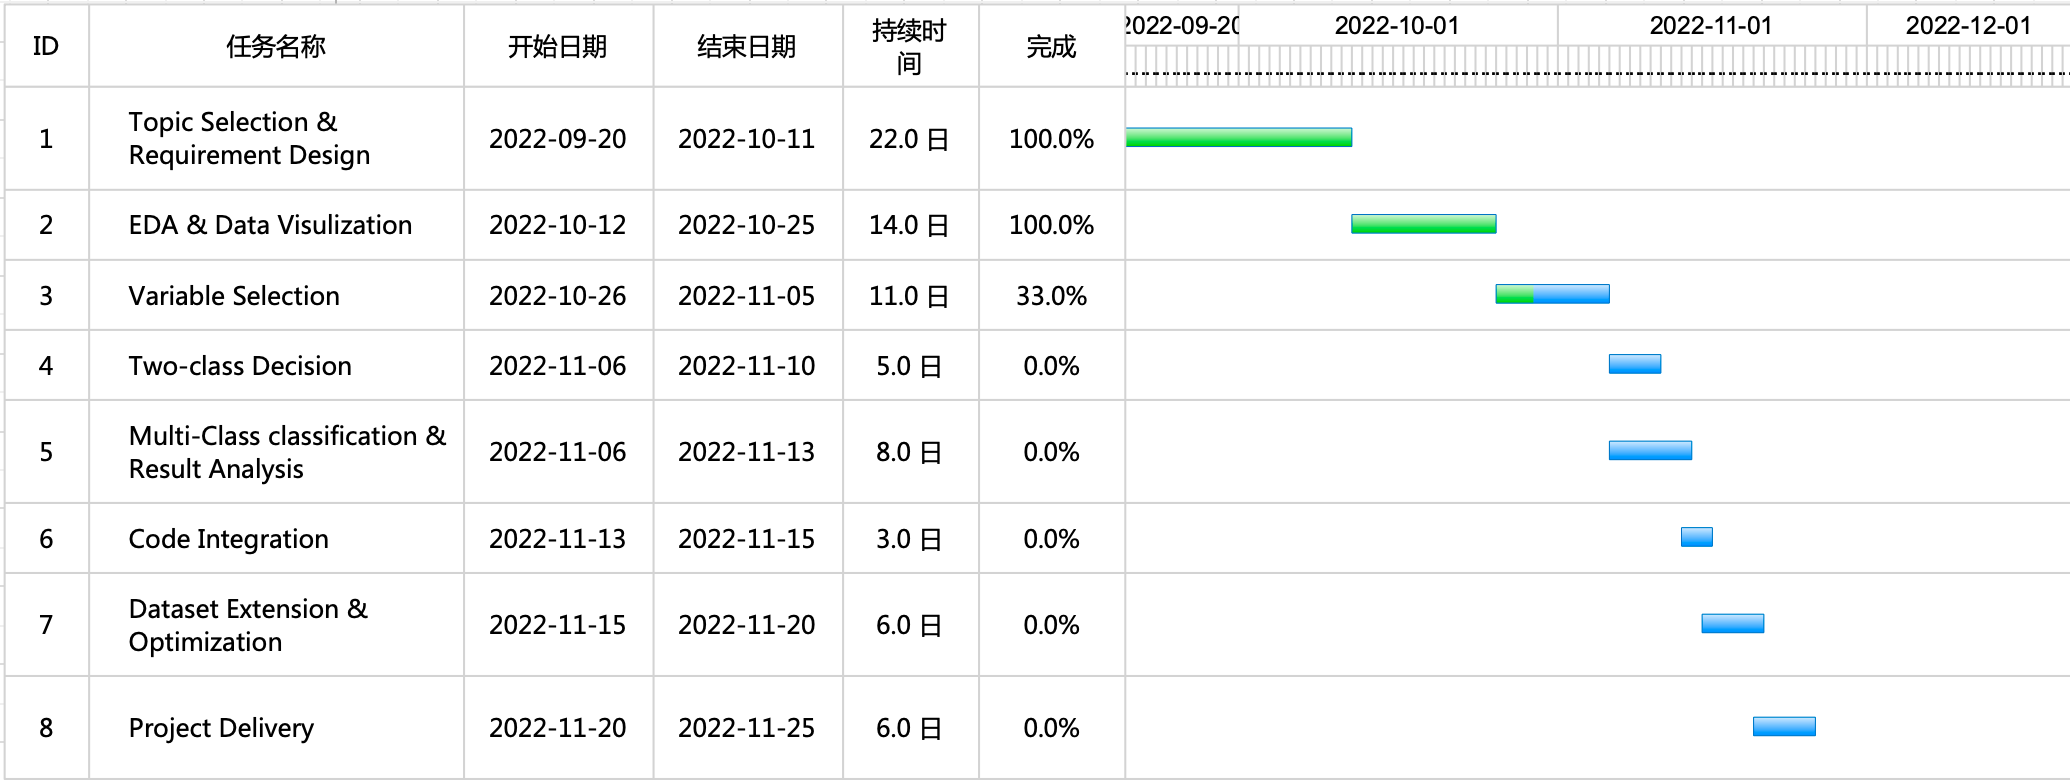 ID
任务名称
开始日期
结束日期
持续时
间
完成
2022-09-20
2022-10-01
2022-11-01
2022-12-01
1
Topic Selection &
Requirement Design
2022-09-20
2022-10-11
22.0 日
100.0%
2
EDA & Data Visulization
2022-10-12
2022-10-25
14.0 日
100.0%
3
Variable Selection
2022-10-26
2022-11-05
11.0 日
33.0%
4
Two-class Decision
2022-11-06
2022-11-10
5.0 日
0.0%
5
Multi-Class classification &
Result Analysis
2022-11-06
2022-11-13
8.0 日
0.0%
6
Code Integration
2022-11-13
2022-11-15
3.0 日
0.0%
7
Dataset Extension &
Optimization
2022-11-15
2022-11-20
6.0 日
0.0%
8
Project Delivery
2022-11-20
2022-11-25
6.0 日
0.0%